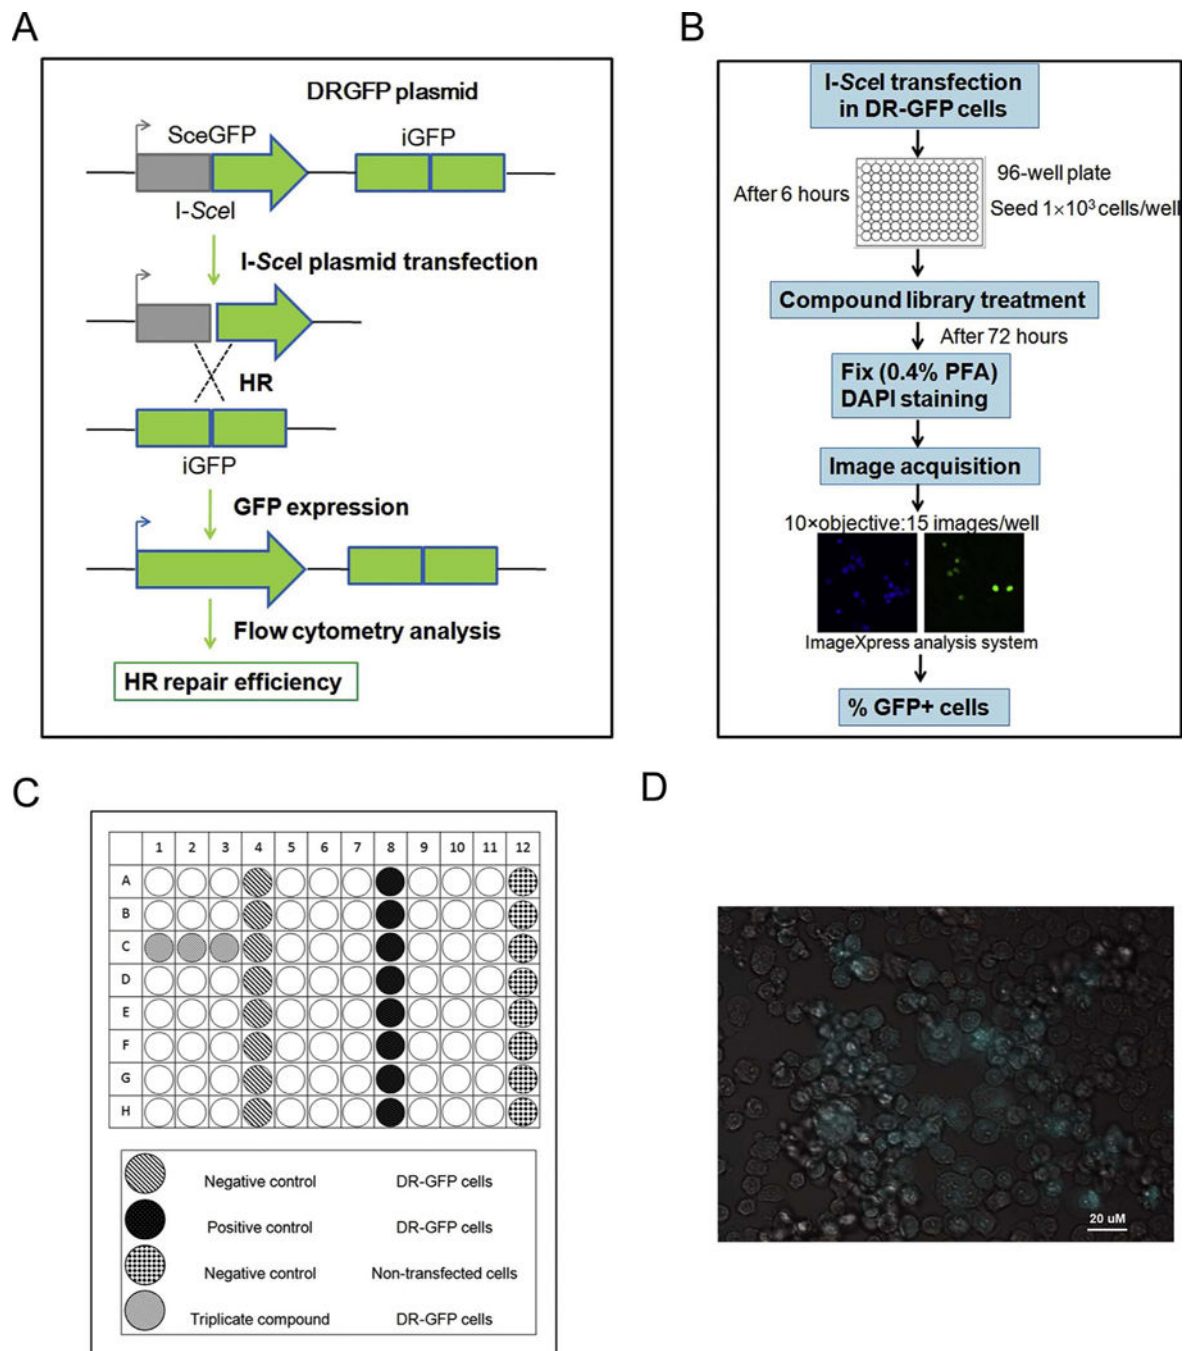 A
DRGFP plasmid
SceGFP
iGFP
I-SceI
I-SceI plasmid transfection
HR
iGFP
GFP expression
Flow cytometry analysis
HR repair efficiency
B
I-SceI transfection
in DR-GFP cells
After 6 hours
96-well plate
Seed 1×10³ cells/well
Compound library treatment
After 72 hours
Fix (0.4% PFA)
DAPI staining
Image acquisition
10×objective:15 images/well
ImageXpress analysis system
% GFP+ cells
C
1 2 3 4 5 6 7 8 9 10 11 12
A
B
C
D
E
F
G
H
Negative control DR-GFP cells
Positive control DR-GFP cells
Negative control Non-transfected cells
Triplicate compound DR-GFP cells
D
20 uM